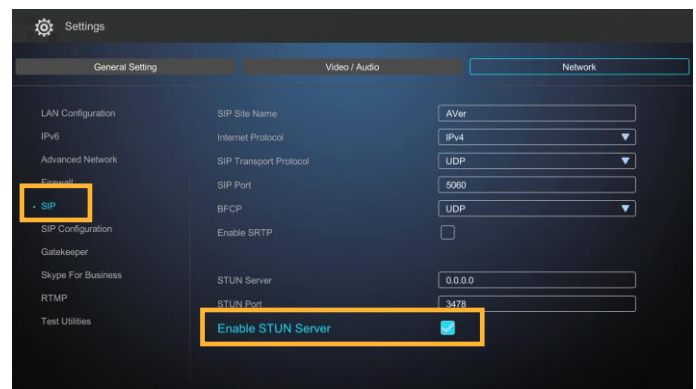 Settings
General Setting
Video / Audio
Network
LAN Configuration
IPv6
Advanced Network
Firewall
SIP
SIP Configuration
Gatekeeper
Skype For Business
RTMP
Test Utilities
SIP Site Name AVer
Internet Protocol IPv4
SIP Transport Protocol UDP
SIP Port 5060
BFCP UDP
Enable SRTP
STUN Server 0.0.0.0
STUN Port 3478
Enable STUN Server